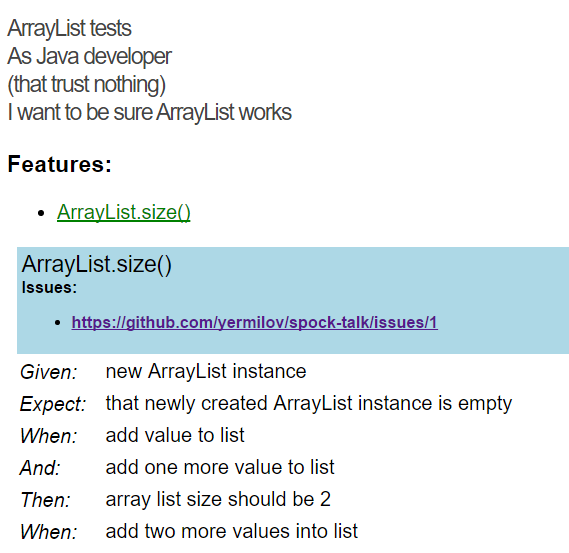 ArrayList tests
As Java developer
(that trust nothing)
I want to be sure ArrayList works
Features:
ArrayList.size()
ArrayList.size()
Issues:
https://github.com/yermilov/spock-talk/issues/1
Given: new ArrayList instance
Expect: that newly created ArrayList instance is empty
When: add value to list
And: add one more value to list
Then: array list size should be 2
When: add two more values into list